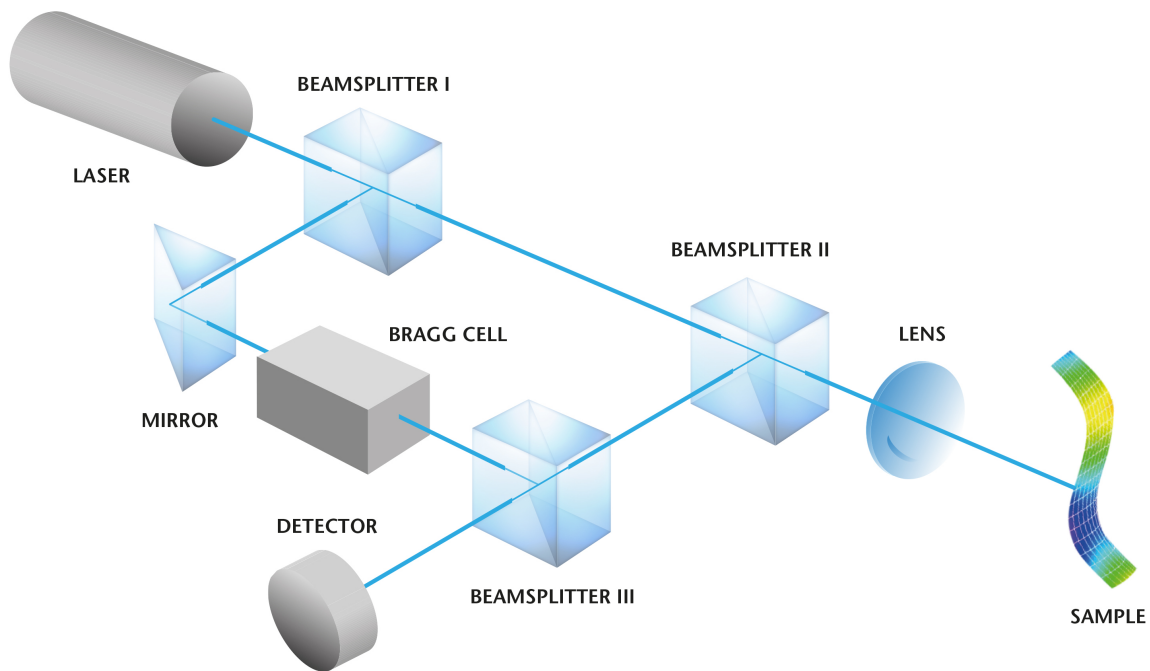 BEAMSPLITTER I
LASER
BEAMSPLITTER II
BRAGG CELL
LENS
MIRROR
DETECTOR
BEAMSPLITTER III
SAMPLE